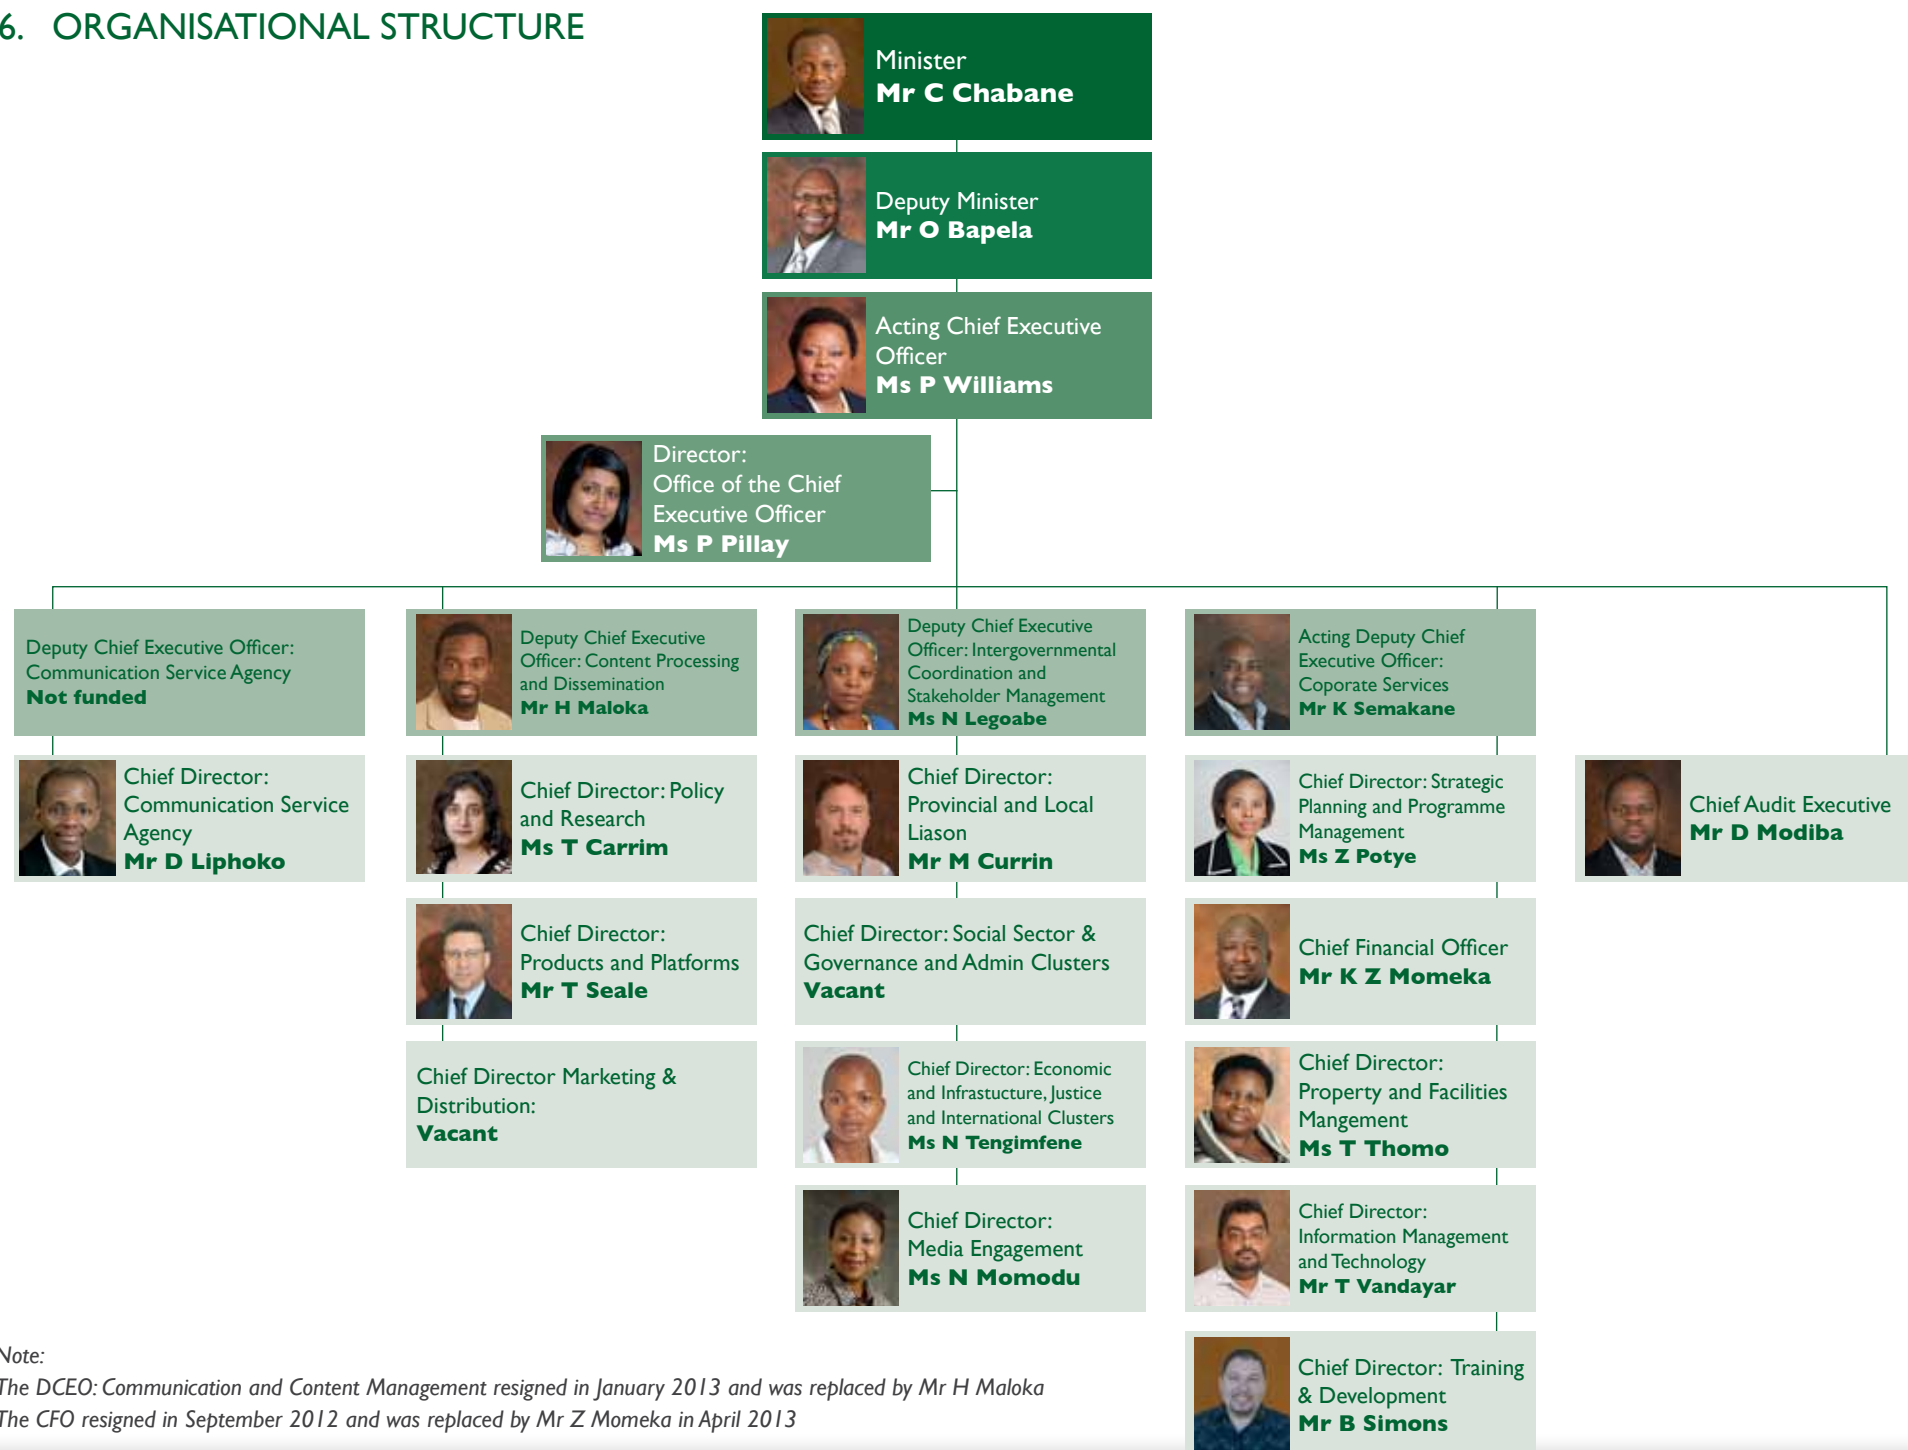 6. ORGANISATIONAL STRUCTURE
Minister
Mr C Chabane
Deputy Minister
Mr O Bapela
Acting Chief Executive
Officer
Ms P Williams
Director:
Office of the Chief
Executive Officer
Ms P Pillay
Deputy Chief Executive Officer:
Communication Service Agency
Not funded
Deputy Chief Executive
Officer: Content Processing
and Dissemination
Mr H Maloka
Deputy Chief Executive
Officer: Intergovernmental
Coordination and
Stakeholder Management
Ms N Legoabe
Acting Deputy Chief
Executive Officer:
Coporate Services
Mr K Semakane
Chief Director:
Communication Service
Agency
Mr D Liphoko
Chief Director: Policy
and Research
Ms T Carrim
Chief Director:
Provincial and Local
Liason
Mr M Currin
Chief Director: Strategic
Planning and Programme
Management
Ms Z Potye
Chief Audit Executive
Mr D Modiba
Chief Director:
Products and Platforms
Mr T Seale
Chief Director: Social Sector &
Governance and Admin Clusters
Vacant
Chief Financial Officer
Mr K Z Momeka
Chief Director Marketing &
Distribution:
Vacant
Chief Director: Economic
and Infrastucture, Justice
and International Clusters
Ms N Tengimfene
Chief Director:
Property and Facilities
Mangement
Ms T Thomo
Chief Director:
Media Engagement
Ms N Momodu
Chief Director:
Information Management
and Technology
Mr T Vandayar
Chief Director: Training
& Development
Mr B Simons
Note:
The DCEO: Communication and Content Management resigned in January 2013 and was replaced by Mr H Maloka
The CFO resigned in September 2012 and was replaced by Mr Z Momeka in April 2013